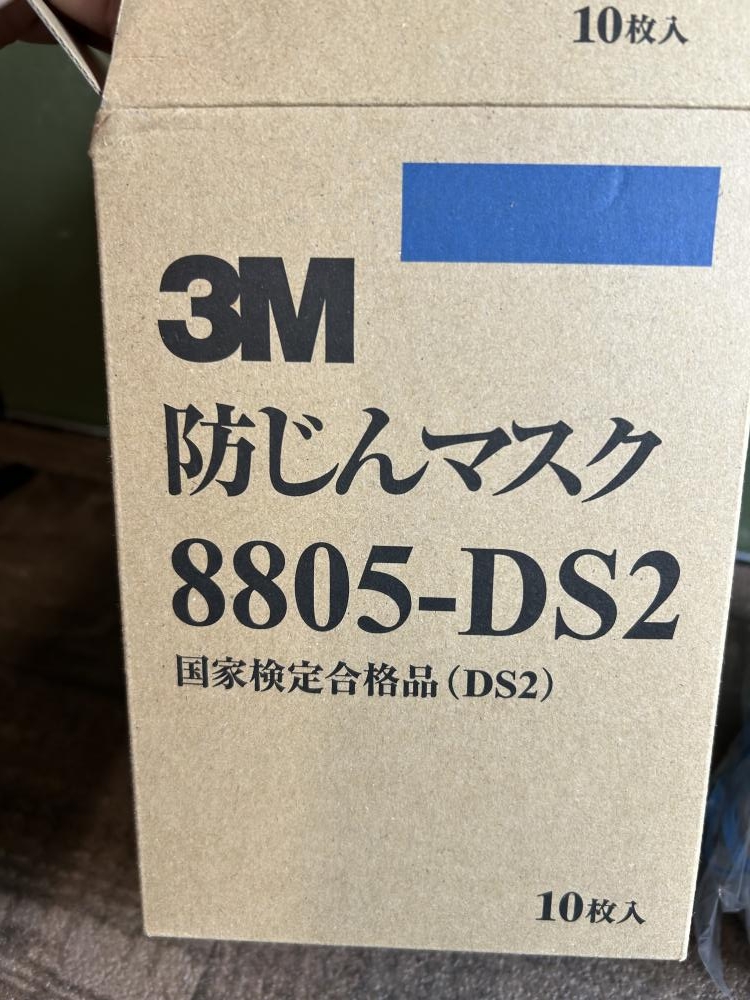 10枚入
3M
防じんマスク
8805-DS2
国家検定合格品(DS2)
10枚入